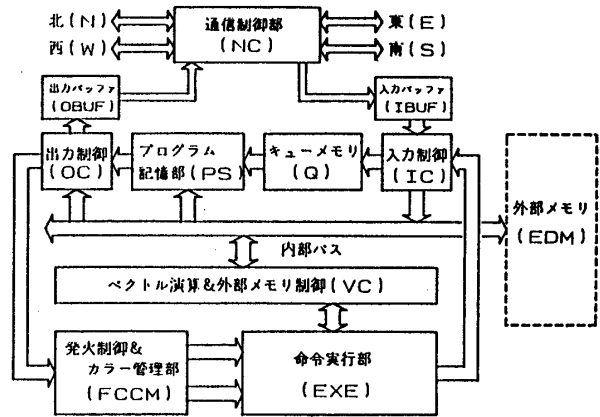 北(N)
西(W)
通信制御部
(NC)
東(E)
南(S)
出力バッファ
(OBUF)
入力バッファ
(IBUF)
出力制御
(OC)
プログラム
記憶部(PS)
キューメモリ
(Q)
入力制御
(IC)
外部メモリ
(EDM)
内部バス
ベクトル演算&外部メモリ制御(VC)
発火制御&
カラー管理部
(FCCM)
命令実行部
(EXE)